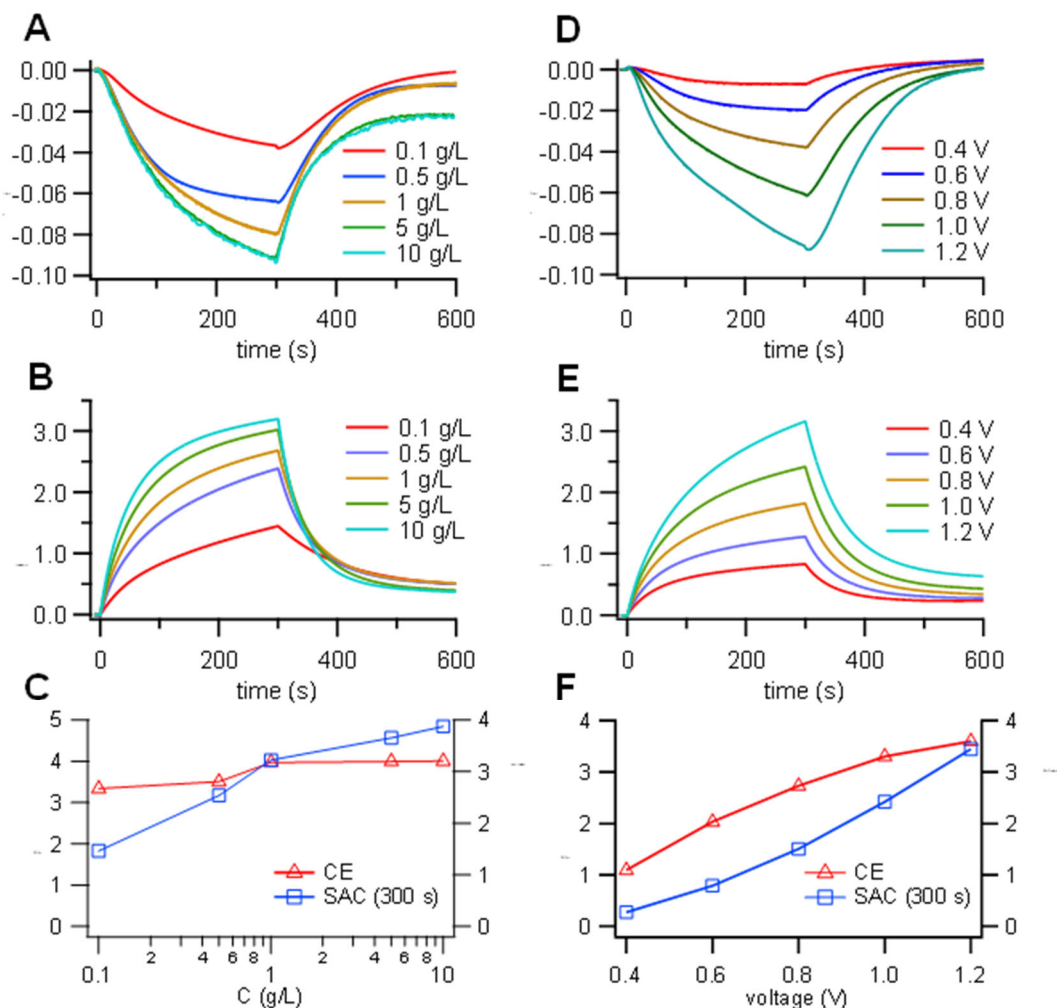 A
0.00
-0.02
-0.04
-0.06
-0.08
-0.10
0.1 g/L
0.5 g/L
1 g/L
5 g/L
10 g/L
0 200 400 600
time (s)
D
0.00
-0.02
-0.04
-0.06
-0.08
-0.10
0.4 V
0.6 V
0.8 V
1.0 V
1.2 V
0 200 400 600
time (s)
B
3.0
2.0
1.0
0.0
0.1 g/L
0.5 g/L
1 g/L
5 g/L
10 g/L
0 200 400 600
time (s)
E
3.0
2.0
1.0
0.0
0.4 V
0.6 V
0.8 V
1.0 V
1.2 V
0 200 400 600
time (s)
C
5
4
3
2
1
0
4
3
2
1
0
CE
SAC (300 s)
0.1 2 4 6 8 1 2 4 6 8 10
C (g/L)
F
4
3
2
1
0
4
3
2
1
0
CE
SAC (300 s)
0.4 0.6 0.8 1.0 1.2
voltage (V)